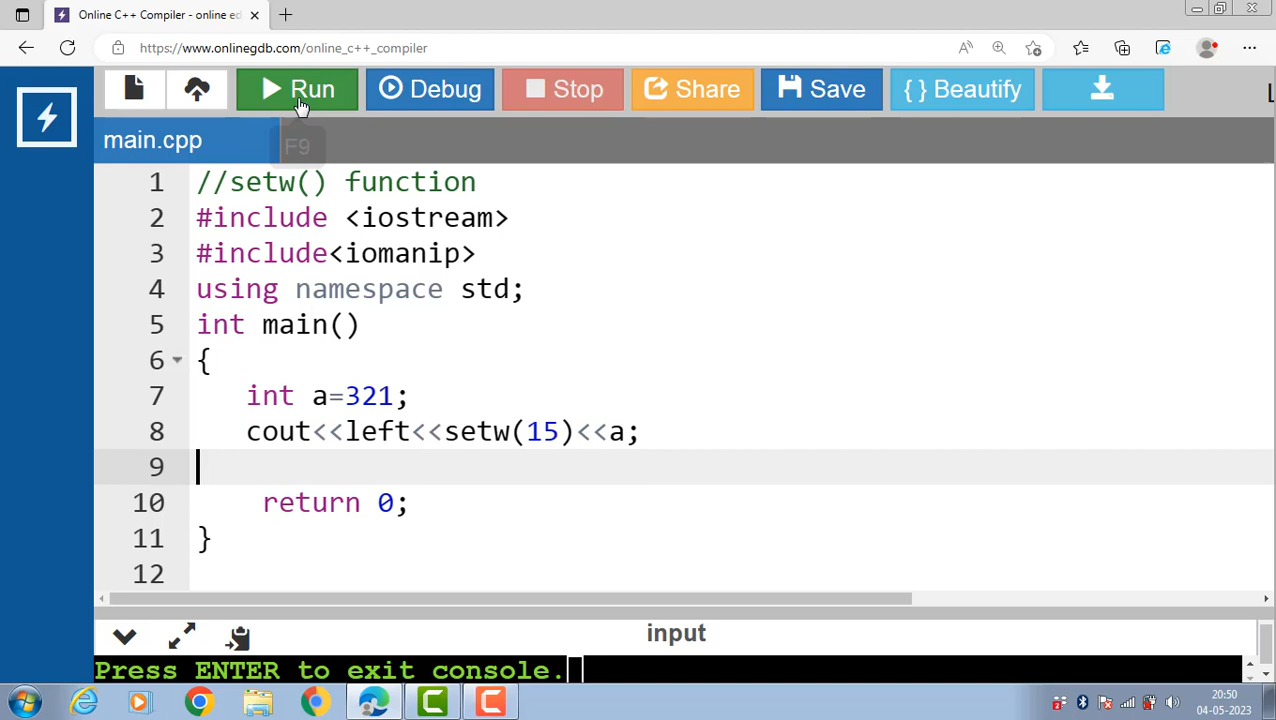 Online C++ Compiler - online ed
https://www.onlinegdb.com/online_c++_compiler
Run
Debug
Stop
Share
Save
{ } Beautify
L
main.cpp
F9
1 //setw() function
2 #include <iostream>
3 #include<iomanip>
4 using namespace std;
5 int main()
6 {
7 int a=321;
8 cout<<left<<setw(15)<<a;
9
10 return 0;
11 }
12
input
Press ENTER to exit console.
20:50
04-05-2023